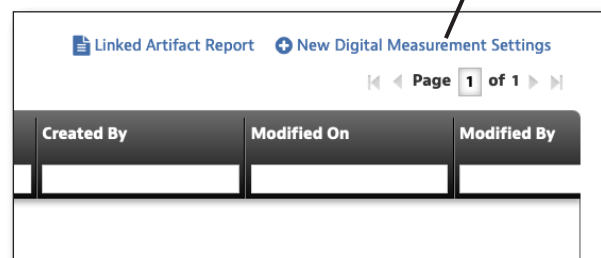 Linked Artifact Report New Digital Measurement Settings
Page 1 of 1
Created By Modified On Modified By